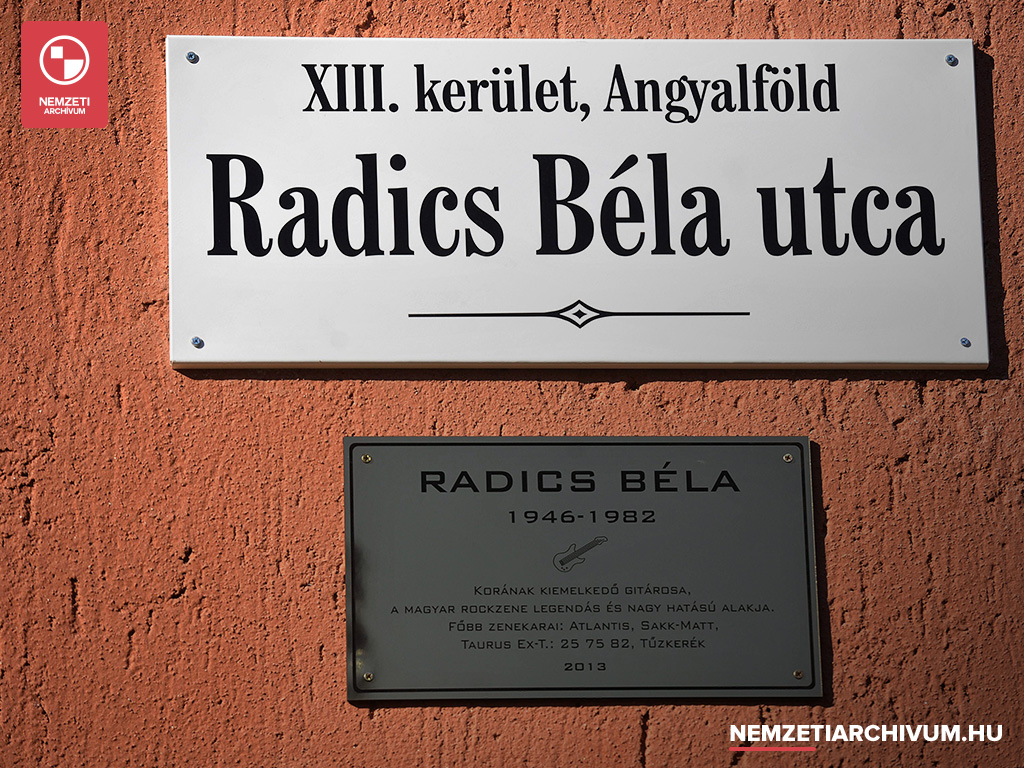 NEMZETI
ARCHÍVUM
XIII. kerület, Angyalföld
Radics Béla utca
RADICS BÉLA
1946-1982
Korának kiemelkedő gitárosa,
a magyar rockzene legendás és nagy hatású alakja.
Főbb zenekarai: Atlantis, Sakk-Matt,
Taurus Ex-T.: 25 75 82, Tűzkerék
2013
NEMZETIARCHIVUM.HU